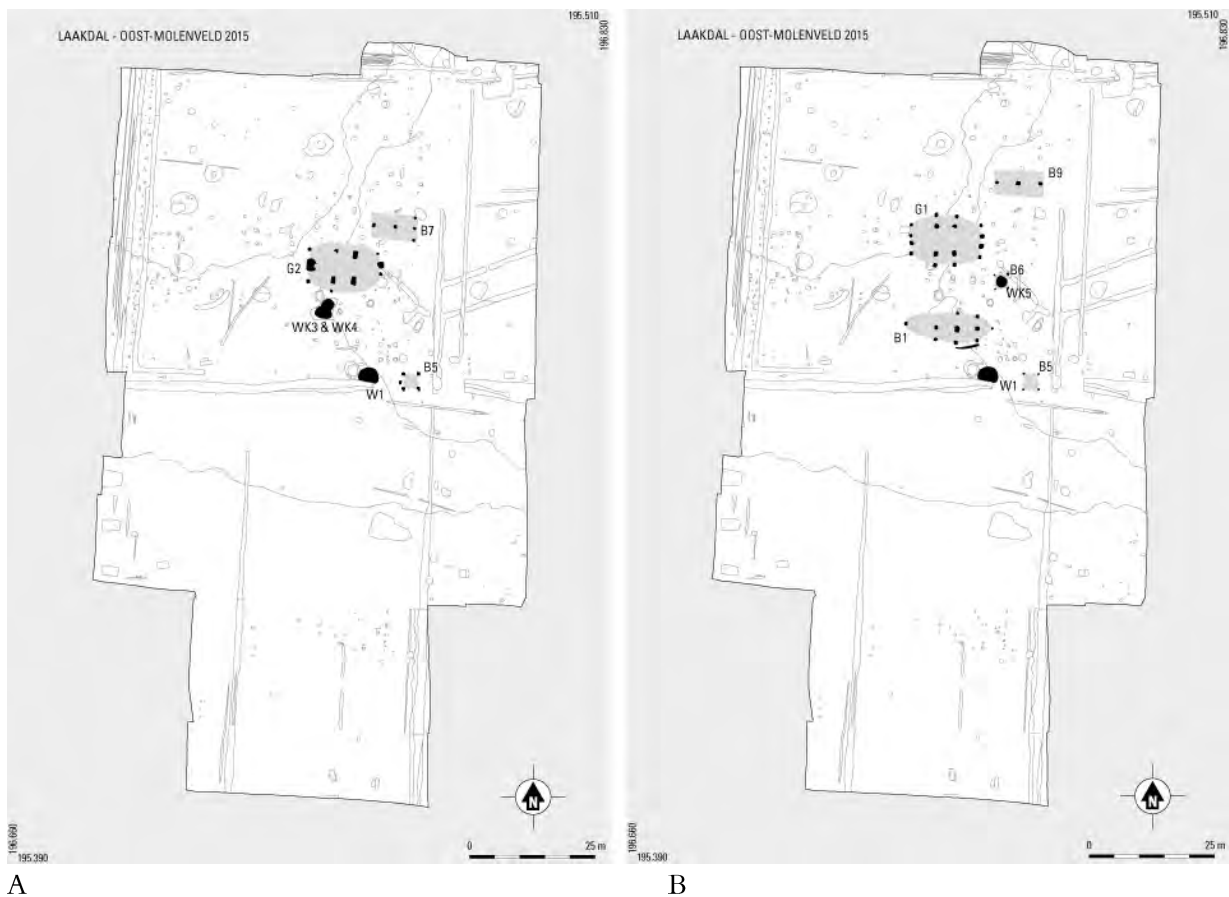 195.510
196.830
LAAKDAL - OOST-MOLENVELD 2015
B7
G2
WK3 & WK4
B5
W1
N
196.660
195.390
0 25 m
A
195.510
196.830
LAAKDAL - OOST-MOLENVELD 2015
B9
G1
B6
WK5
B1
B5
W1
N
196.660
195.390
0 25 m
B